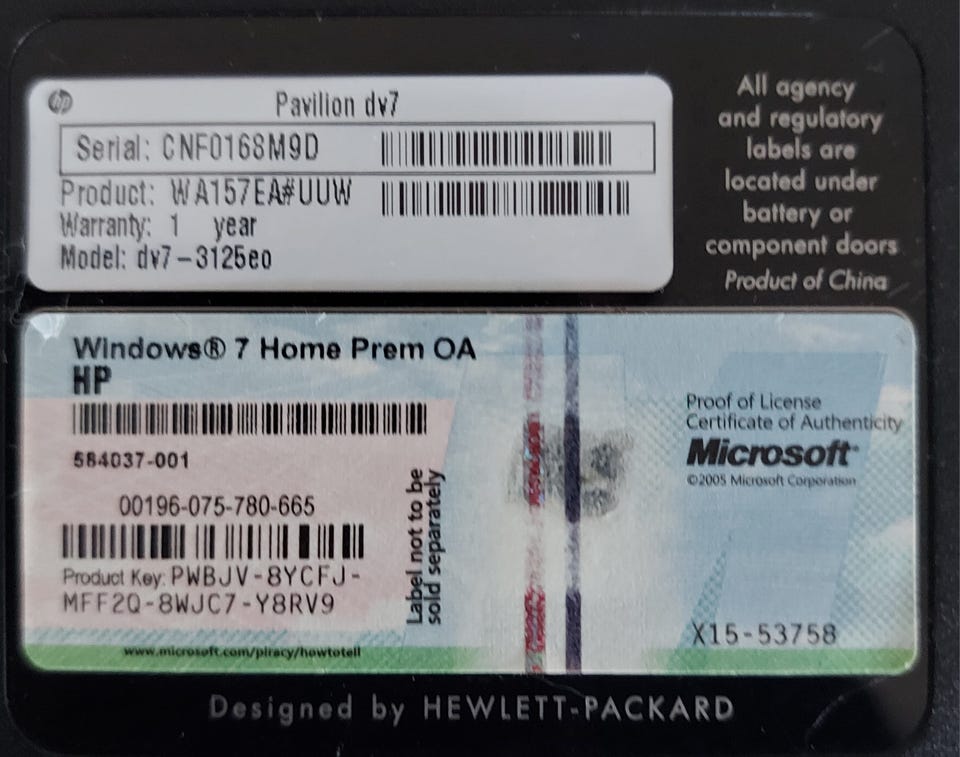 hp
Pavilion dv7
Serial: CNF0168M9D
Product: WA157EA#UUW
Warranty: 1 year
Model: dv7-3125eo
All agency
and regulatory
labels are
located under
battery or
component doors
Product of China
Windows® 7 Home Prem OA
HP
584037-001
00196-075-780-665
Product Key: PWBJV-8YCFJ-
MFF2Q-8WJC7-Y8RV9
Label not to be
sold separately
www.microsoft.com/piracy/howtotell
Proof of License
Certificate of Authenticity
Microsoft®
©2005 Microsoft Corporation
X15-53758
Designed by HEWLETT-PACKARD